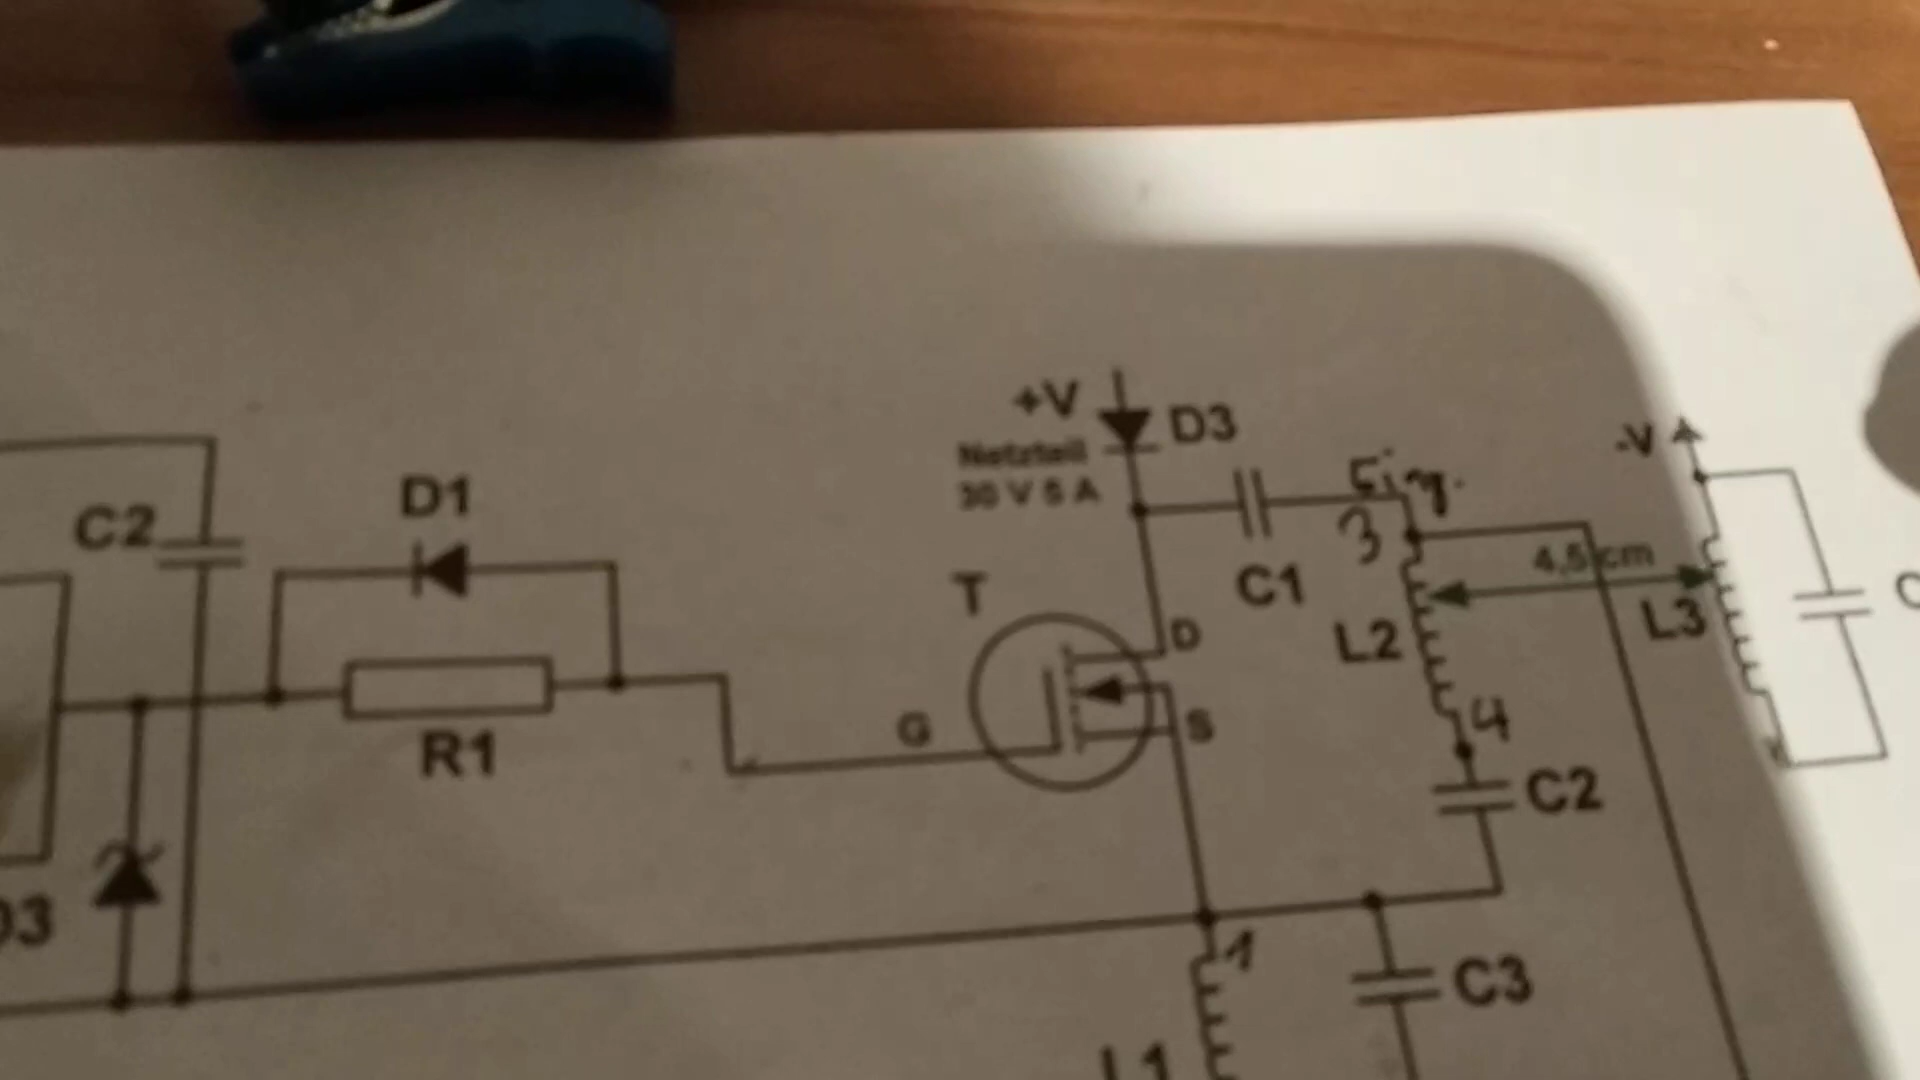 +V
D3
Netzteil
30 V 5 A
-V
Eing.
3
D1
C2
4,5 cm
C1
T
L3
C
D
L2
G
S
4
R1
C2
D3
1
C3
L1